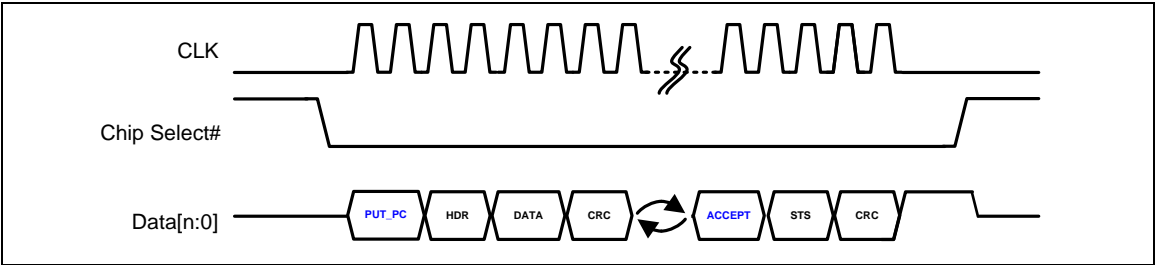 CLK
Chip Select#
Data[n:0] PUT_PC HDR DATA CRC ACCEPT STS CRC